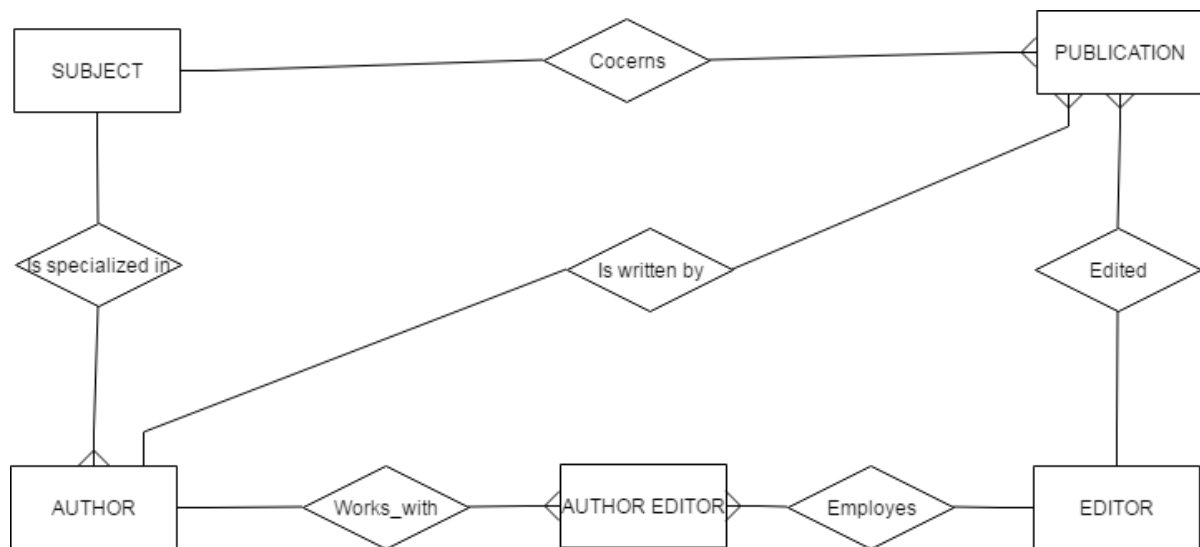 SUBJECT
Cocerns
PUBLICATION
Is specialized in
Is written by
Edited
AUTHOR
Works_with
AUTHOR EDITOR
Employes
EDITOR